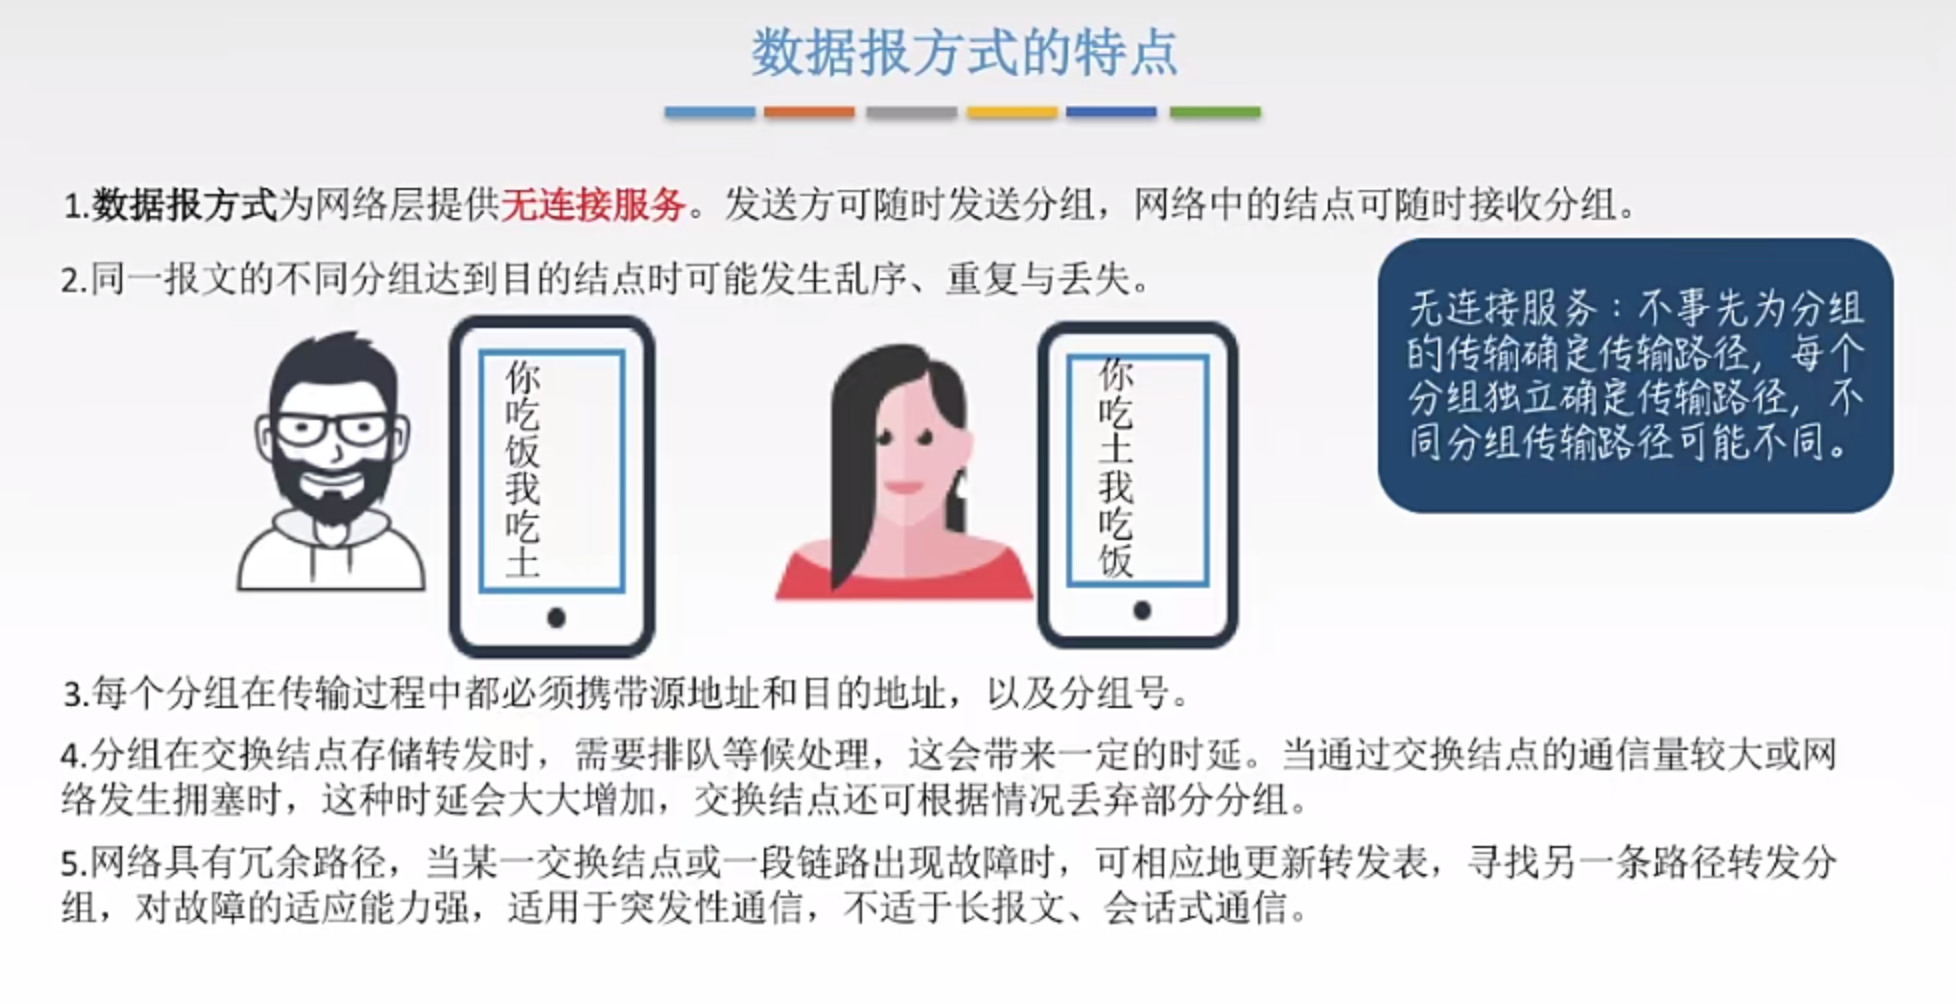 数据报方式的特点
1.数据报方式为网络层提供无连接服务。发送方可随时发送分组，网络中的结点可随时接收分组。
2.同一报文的不同分组达到目的结点时可能发生乱序、重复与丢失。
无连接服务：不事先为分组
的传输确定传输路径，每个
分组独立确定传输路径，不
同分组传输路径可能不同。
你吃饭我吃土
你吃土我吃饭
3.每个分组在传输过程中都必须携带源地址和目的地址，以及分组号。
4.分组在交换结点存储转发时，需要排队等候处理，这会带来一定的时延。当通过交换结点的通信量较大或网
络发生拥塞时，这种时延会大大增加，交换结点还可根据情况丢弃部分分组。
5.网络具有冗余路径，当某一交换结点或一段链路出现故障时，可相应地更新转发表，寻找另一条路径转发分
组，对故障的适应能力强，适用于突发性通信，不适于长报文、会话式通信。